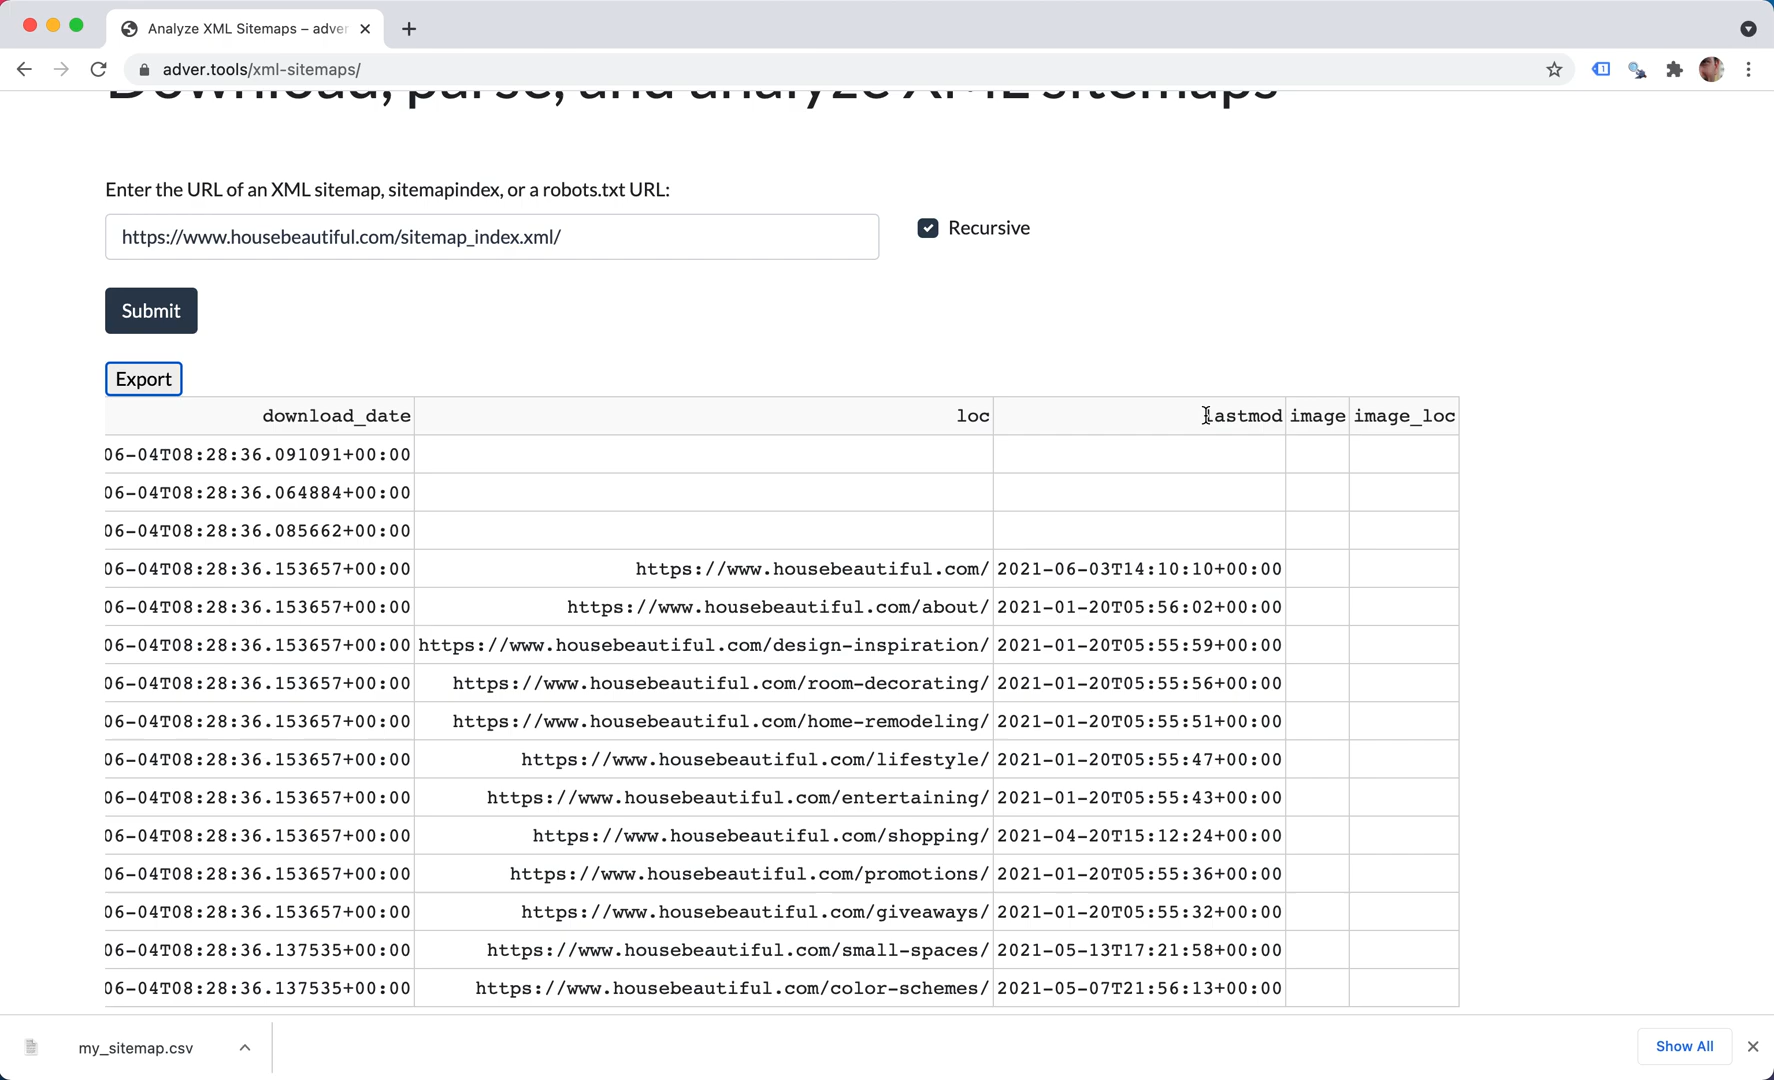 Analyze XML Sitemaps – adver
adver.tools/xml-sitemaps/
Download, parse, and analyze XML sitemaps
Enter the URL of an XML sitemap, sitemapindex, or a robots.txt URL:
https://www.housebeautiful.com/sitemap_index.xml/
Recursive
Submit
Export
download_date loc lastmod image image_loc
06-04T08:28:36.091091+00:00
06-04T08:28:36.064884+00:00
06-04T08:28:36.085662+00:00
06-04T08:28:36.153657+00:00 https://www.housebeautiful.com/ 2021-06-03T14:10:10+00:00
06-04T08:28:36.153657+00:00 https://www.housebeautiful.com/about/ 2021-01-20T05:56:02+00:00
06-04T08:28:36.153657+00:00 https://www.housebeautiful.com/design-inspiration/ 2021-01-20T05:55:59+00:00
06-04T08:28:36.153657+00:00 https://www.housebeautiful.com/room-decorating/ 2021-01-20T05:55:56+00:00
06-04T08:28:36.153657+00:00 https://www.housebeautiful.com/home-remodeling/ 2021-01-20T05:55:51+00:00
06-04T08:28:36.153657+00:00 https://www.housebeautiful.com/lifestyle/ 2021-01-20T05:55:47+00:00
06-04T08:28:36.153657+00:00 https://www.housebeautiful.com/entertaining/ 2021-01-20T05:55:43+00:00
06-04T08:28:36.153657+00:00 https://www.housebeautiful.com/shopping/ 2021-04-20T15:12:24+00:00
06-04T08:28:36.153657+00:00 https://www.housebeautiful.com/promotions/ 2021-01-20T05:55:36+00:00
06-04T08:28:36.153657+00:00 https://www.housebeautiful.com/giveaways/ 2021-01-20T05:55:32+00:00
06-04T08:28:36.137535+00:00 https://www.housebeautiful.com/small-spaces/ 2021-05-13T17:21:58+00:00
06-04T08:28:36.137535+00:00 https://www.housebeautiful.com/color-schemes/ 2021-05-07T21:56:13+00:00
my_sitemap.csv
Show All